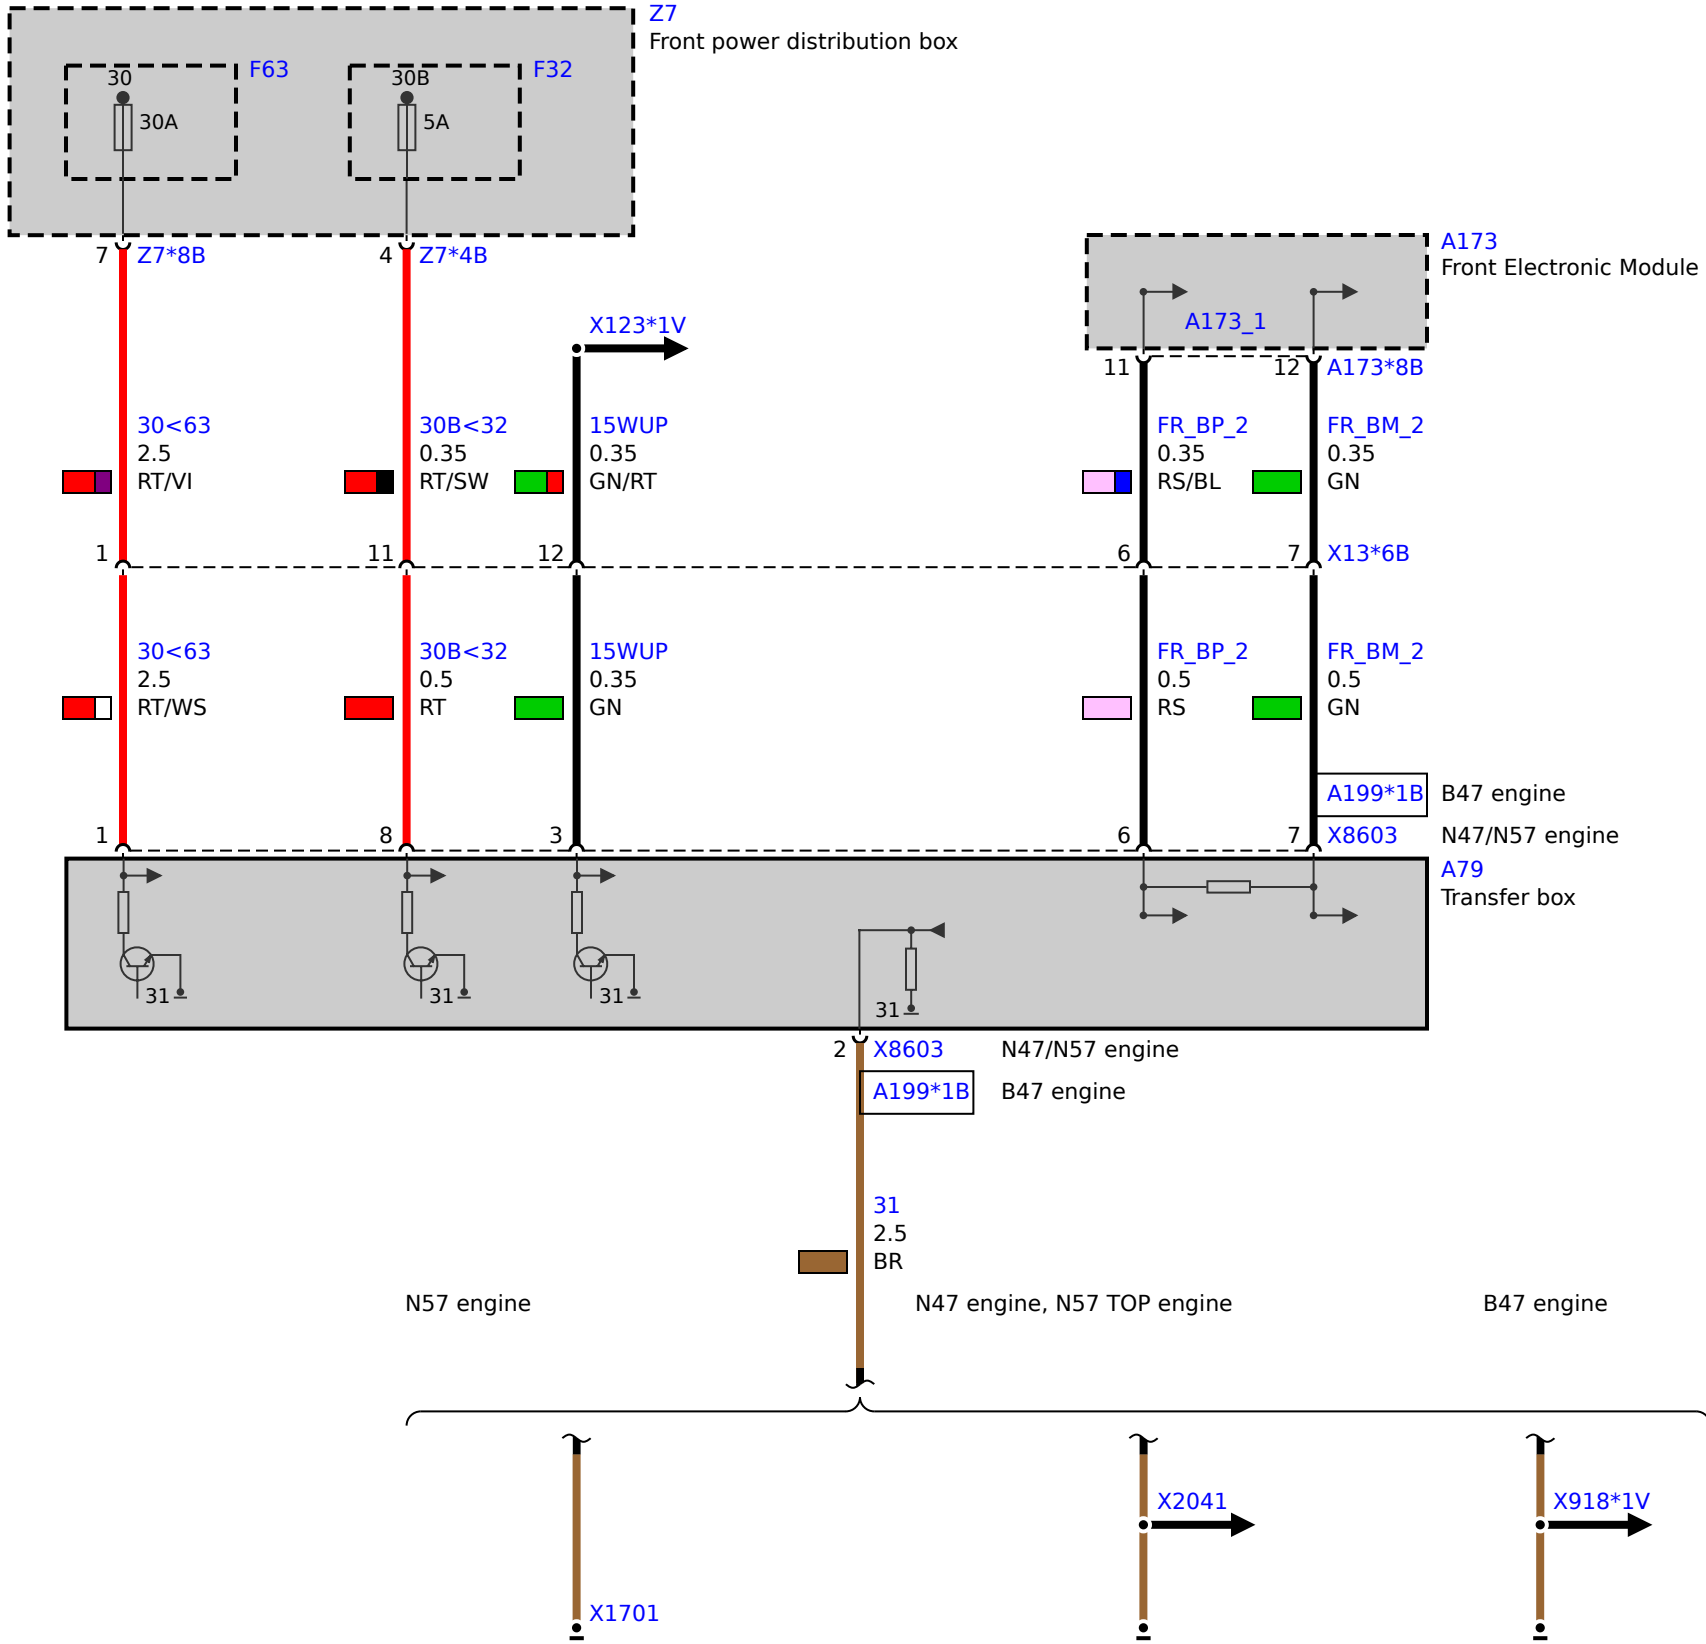 Z7
Front power distribution box
30
F63
30B
F32
30A
5A
7 Z7*8B
4 Z7*4B
A173
Front Electronic Module
X123*1V
A173_1
11
12 A173*8B
30<63
2.5
RT/VI
30B<32
0.35
RT/SW
15WUP
0.35
GN/RT
FR_BP_2
0.35
RS/BL
FR_BM_2
0.35
GN
1
11
12
6
7 X13*6B
30<63
2.5
RT/WS
30B<32
0.5
RT
15WUP
0.35
GN
FR_BP_2
0.5
RS
FR_BM_2
0.5
GN
A199*1B B47 engine
1
8
3
6
7 X8603 N47/N57 engine
A79
Transfer box
31
31
31
31
2 X8603 N47/N57 engine
A199*1B B47 engine
31
2.5
BR
N57 engine
N47 engine, N57 TOP engine
B47 engine
X2041
X918*1V
X1701